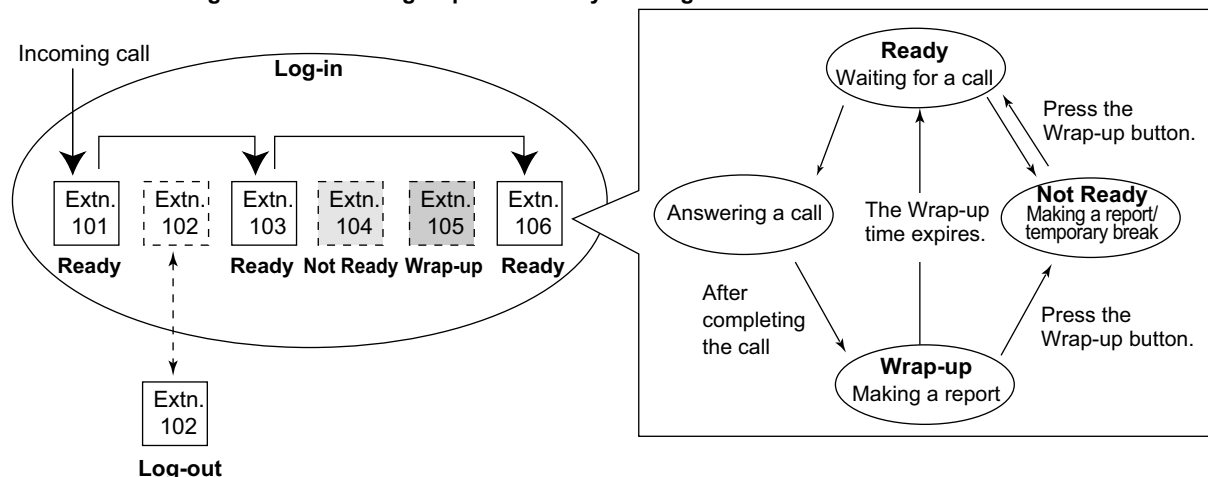 Incoming call
Log-in
Extn.
101
Extn.
102
Extn.
103
Extn.
104
Extn.
105
Extn.
106
Ready
Ready
Not Ready
Wrap-up
Ready
Extn.
102
Log-out
Ready
Waiting for a call
Press the
Wrap-up button.
Answering a call
The Wrap-up
time expires.
Not Ready
Making a report/
temporary break
After
completing
the call
Press the
Wrap-up button.
Wrap-up
Making a report